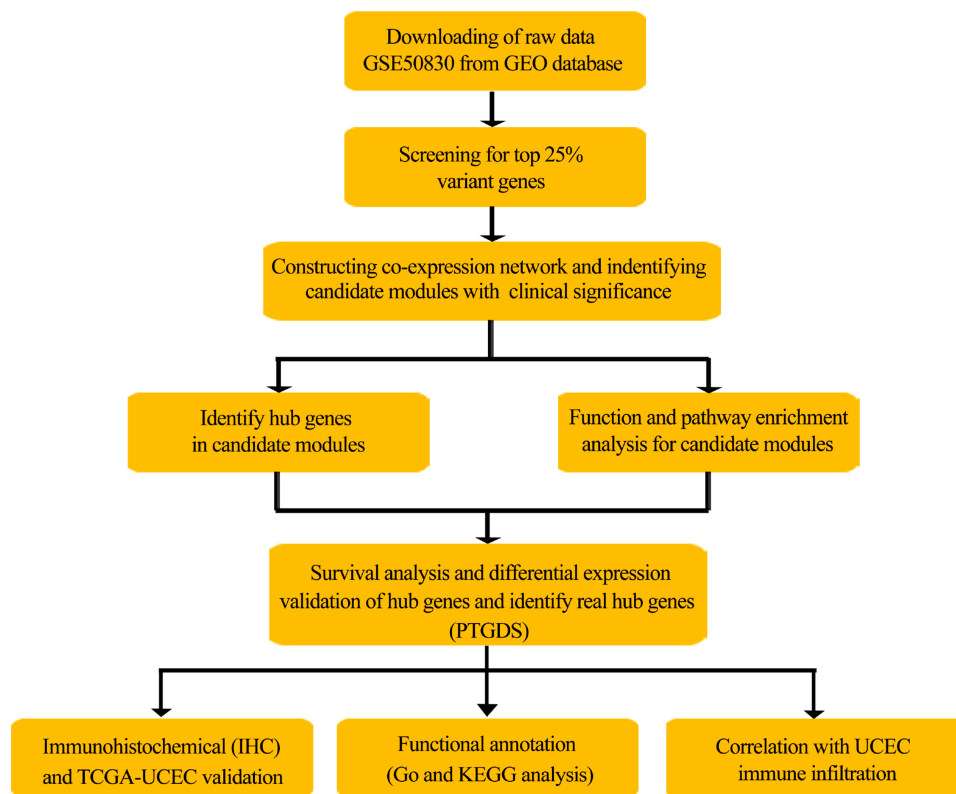 Downloading of raw data
GSE50830 from GEO database
Screening for top 25%
variant genes
Constructing co-expression network and indentifying
candidate modules with clinical significance
Identify hub genes
in candidate modules
Function and pathway enrichment
analysis for candidate modules
Survival analysis and differential expression
validation of hub genes and identify real hub genes
(PTGDS)
Immunohistochemical (IHC)
and TCGA-UCEC validation
Functional annotation
(Go and KEGG analysis)
Correlation with UCEC
immune infiltration